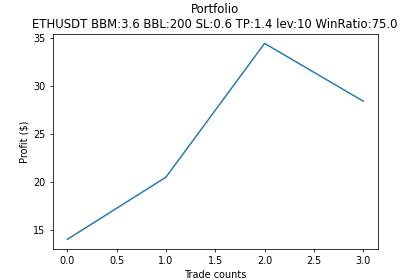 Portfolio
ETHUSDT BBM:3.6 BBL:200 SL:0.6 TP:1.4 lev:10 WinRatio:75.0
35
30
25
20
15
Profit ($)
0.0 0.5 1.0 1.5 2.0 2.5 3.0
Trade counts